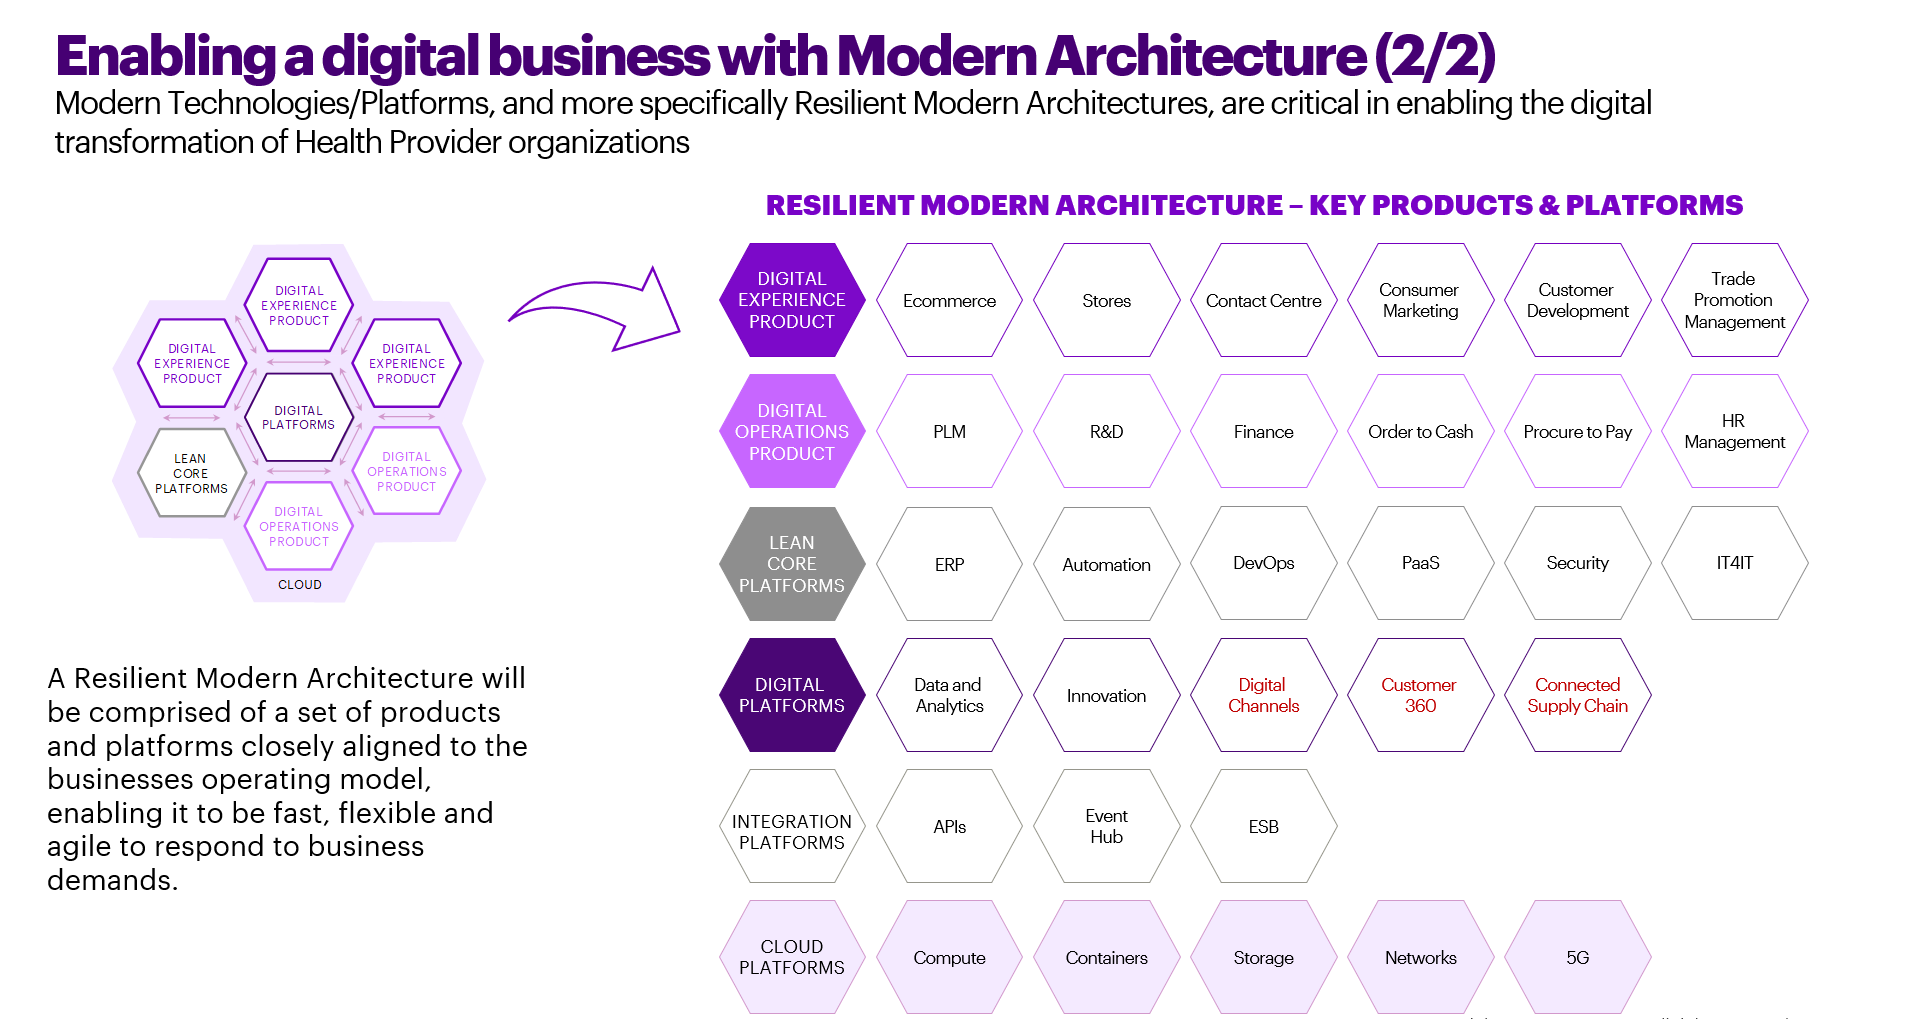 Enabling a digital business with Modern Architecture (2/2)
Modern Technologies/Platforms, and more specifically Resilient Modern Architectures, are critical in enabling the digital
transformation of Health Provider organizations
DIGITAL
EXPERIENCE
PRODUCT
DIGITAL
EXPERIENCE
PRODUCT
DIGITAL
EXPERIENCE
PRODUCT
DIGITAL
PLATFORMS
LEAN
CORE
PLATFORMS
DIGITAL
OPERATIONS
PRODUCT
DIGITAL
OPERATIONS
PRODUCT
CLOUD
A Resilient Modern Architecture will
be comprised of a set of products
and platforms closely aligned to the
businesses operating model,
enabling it to be fast, flexible and
agile to respond to business
demands.
RESILIENT MODERN ARCHITECTURE – KEY PRODUCTS & PLATFORMS
DIGITAL
EXPERIENCE
PRODUCT
Ecommerce
Stores
Contact Centre
Consumer
Marketing
Customer
Development
Trade
Promotion
Management
DIGITAL
OPERATIONS
PRODUCT
PLM
R&D
Finance
Order to Cash
Procure to Pay
HR
Management
LEAN
CORE
PLATFORMS
ERP
Automation
DevOps
PaaS
Security
IT4IT
DIGITAL
PLATFORMS
Data and
Analytics
Innovation
Digital
Channels
Customer
360
Connected
Supply Chain
INTEGRATION
PLATFORMS
APIs
Event
Hub
ESB
CLOUD
PLATFORMS
Compute
Containers
Storage
Networks
5G